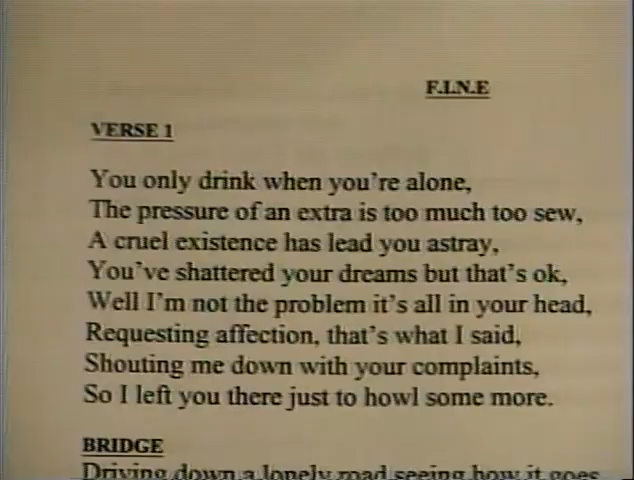 F.I.N.E
VERSE 1
You only drink when you're alone,
The pressure of an extra is too much too sew,
A cruel existence has lead you astray,
You've shattered your dreams but that's ok,
Well I'm not the problem it's all in your head,
Requesting affection, that's what I said,
Shouting me down with your complaints,
So I left you there just to howl some more.
BRIDGE
Driving down a lonely road seeing how it goes